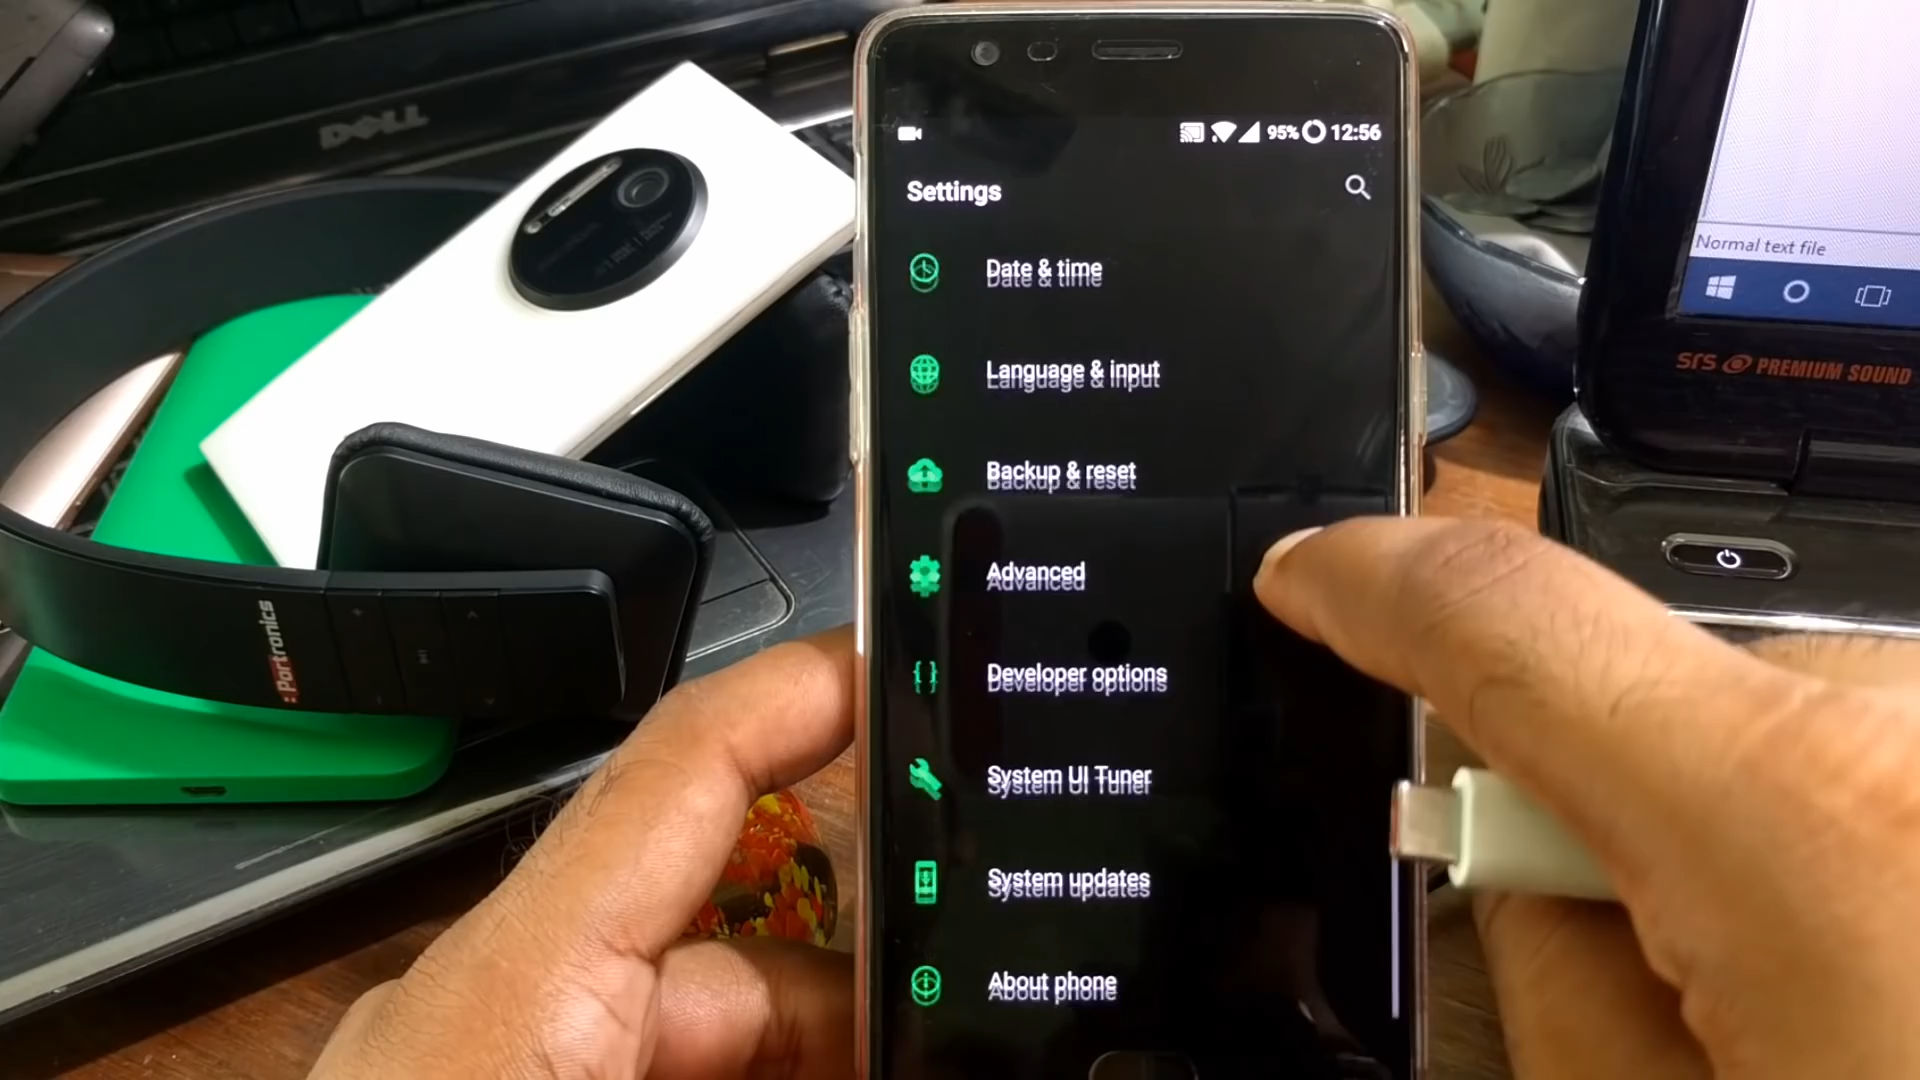 DELL
95% 12:56
Settings
Date & time
Language & input
Backup & reset
Advanced
Developer options
System UI Tuner
System updates
About phone
Portronics
Normal text file
SRS PREMIUM SOUND